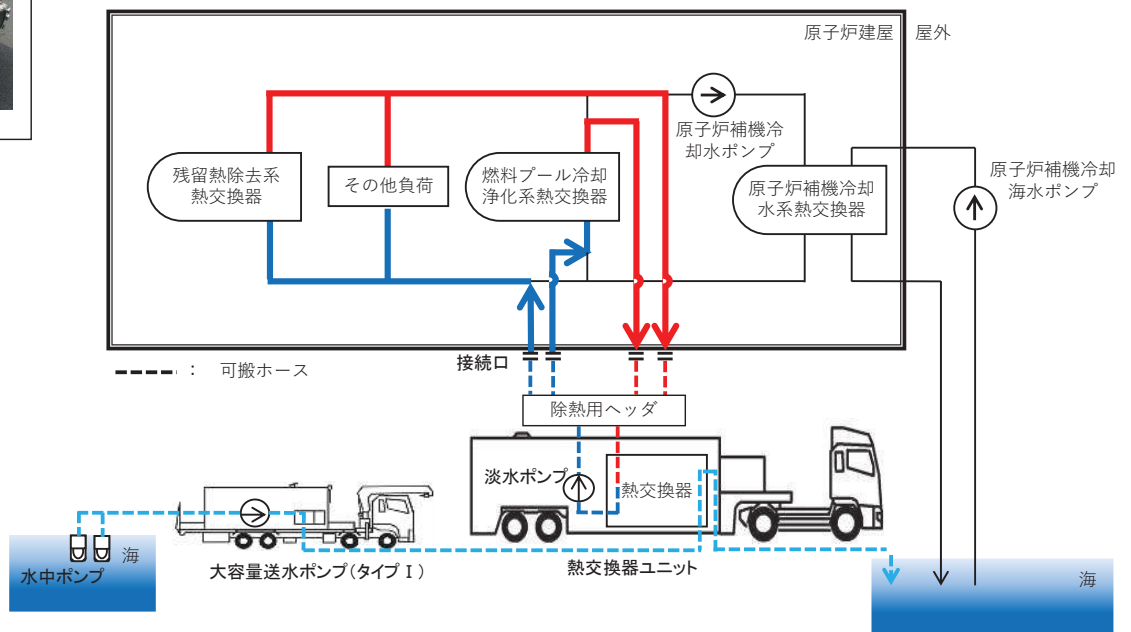 原子炉建屋
屋外
原子炉補機冷
却水ポンプ
残留熱除去系
熱交換器
その他負荷
燃料プール冷却
浄化系熱交換器
原子炉補機冷却
水系熱交換器
原子炉補機冷却
海水ポンプ
接続口
： 可搬ホース
除熱用ヘッダ
淡水ポンプ
熱交換器
海
水中ポンプ
大容量送水ポンプ(タイプⅠ)
熱交換器ユニット
海